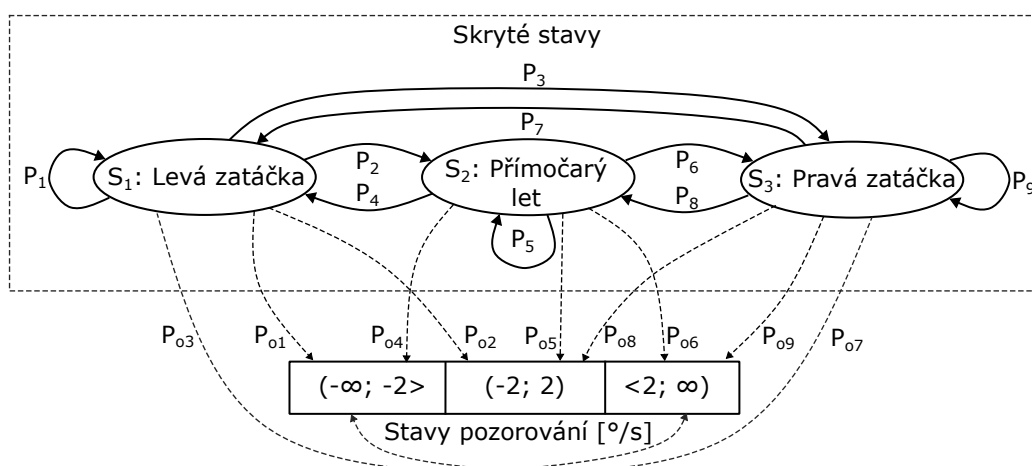 Skryté stavy
P3
P7
P1
S1: Levá zatáčka
P2
P4
S2: Přímočarý
let
P5
P6
P8
S3: Pravá zatáčka
P9
Po3
Po1
Po4
Po2
Po5
Po8
Po6
Po9
Po7
(-∞; -2>
(-2; 2)
<2; ∞)
Stavy pozorování [°/s]